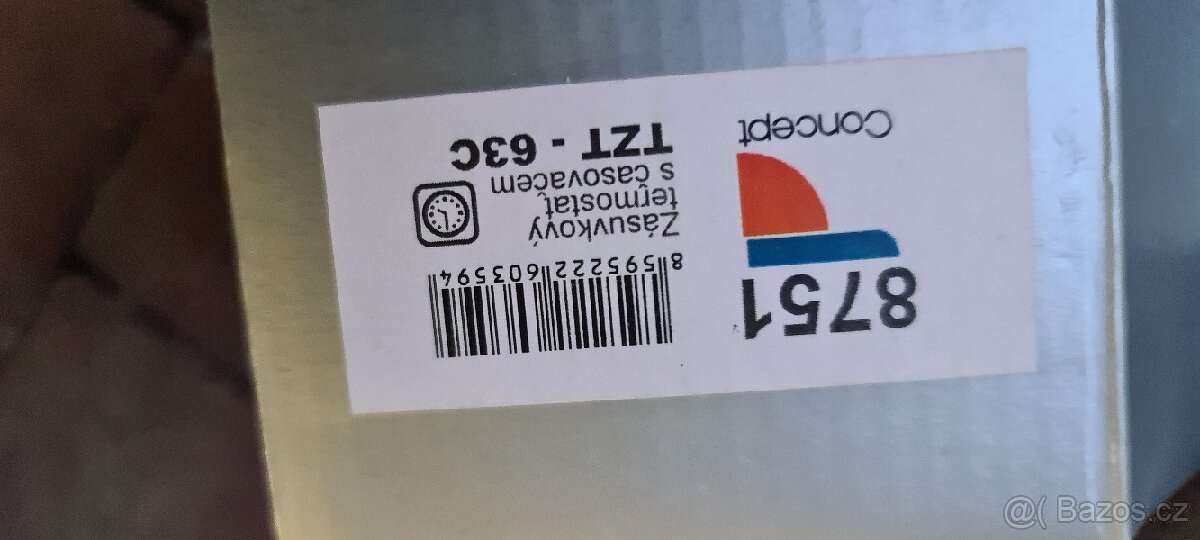 8751
Concept
8 595222 603594
Zásuvkový
termostat
s časovačem
TZT - 63C
@( Bazos.cz